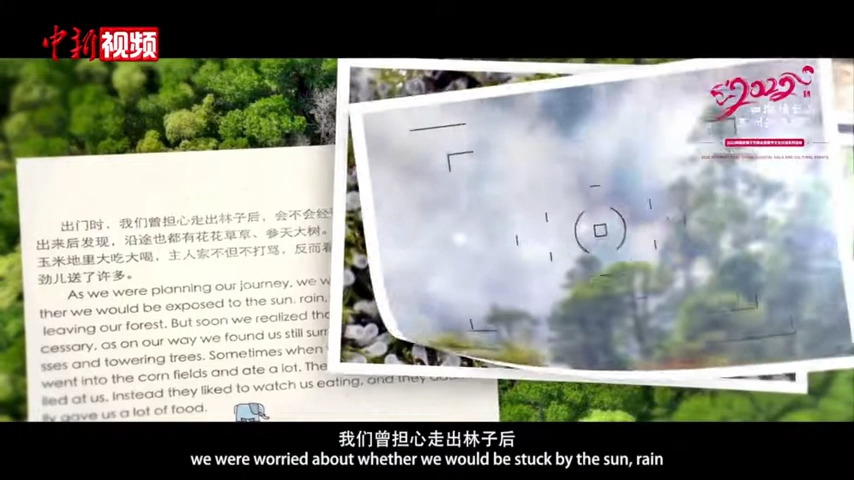 中新视频
2022
出门时，我们曾担心走出林子后，会不会经
出来后发现，沿途也都有花花草草、参天大树。
玉米地里大吃大喝，主人家不但不打骂，反而看
劲儿送了许多。
As we were planning our journey, we w
ther we would be exposed to the sun, rain,
leaving our forest. But soon we realized tha
cessary, as on our way we found us still surr
sses and towering trees. Sometimes when
went into the corn fields and ate a lot. The
lled at us. Instead they liked to watch us eating, and they
lly gave us a lot of food.
我们曾担心走出林子后
we were worried about whether we would be stuck by the sun, rain